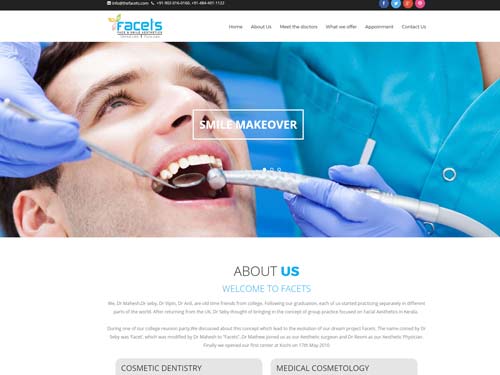 info@thefacets.com +91-903-016-0160, +91-484-401-1122
Facets
FACE & SMILE AESTHETICS
Home About Us Meet the doctors What we offer Appointment Contact Us
SMILE MAKEOVER
ABOUT US
WELCOME TO FACETS
We, Dr Mahesh,Dr seby, Dr Vipin, Dr Anil, are old time friends from college. Following our graduation, each of us started practising separately in different
parts of the world. After returning from the UK, Dr Seby thought of bringing in the concept of group practice focused on Facial Aesthetics in Kerala.
During one of our college reunion party,We discussed about this concept which lead to the evolution of our dream project Facets. The name coined by Dr
Seby was 'Facet', which was modified by Dr Mahesh to "Facets". Dr.Mathew joined us as our Aesthetic surgeon and Dr Resmi as our Aesthetic Physician.
Finally we opened our first center at Kochi on 17th May 2010.
COSMETIC DENTISTRY
MEDICAL COSMETOLOGY